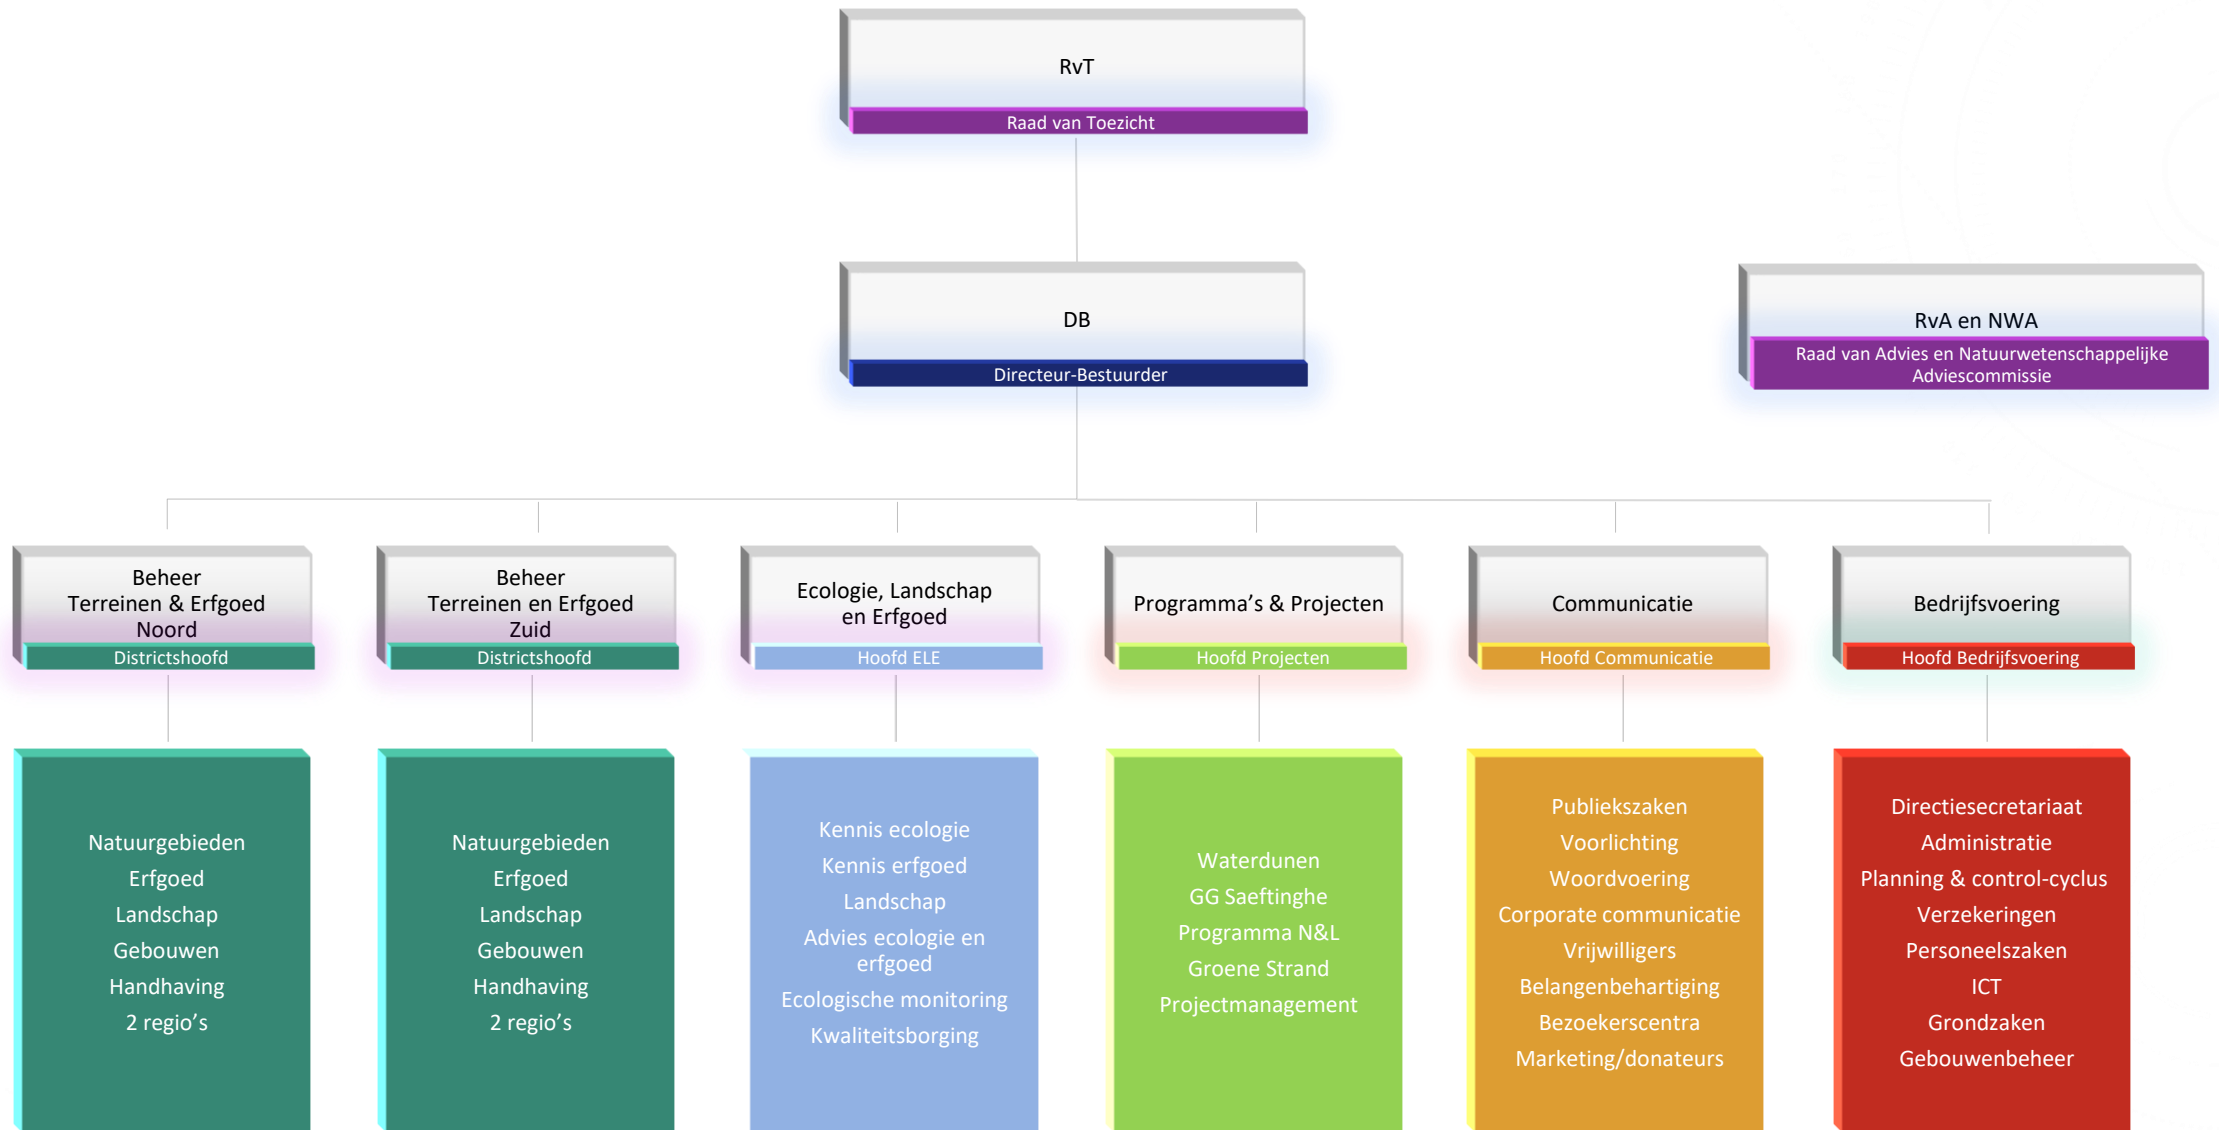 RvT
Raad van Toezicht
DB
Directeur-Bestuurder
RvA en NWA
Raad van Advies en Natuurwetenschappelijke
Adviescommissie
Beheer
Terreinen & Erfgoed
Noord
Districtshoofd
Beheer
Terreinen en Erfgoed
Zuid
Districtshoofd
Ecologie, Landschap
en Erfgoed
Hoofd ELE
Programma's & Projecten
Hoofd Projecten
Communicatie
Hoofd Communicatie
Bedrijfsvoering
Hoofd Bedrijfsvoering
Natuurgebieden
Erfgoed
Landschap
Gebouwen
Handhaving
2 regio's
Natuurgebieden
Erfgoed
Landschap
Gebouwen
Handhaving
2 regio's
Kennis ecologie
Kennis erfgoed
Landschap
Advies ecologie en
erfgoed
Ecologische monitoring
Kwaliteitsborging
Waterdunen
GG Saeftinghe
Programma N&L
Groene Strand
Projectmanagement
Publiekszaken
Voorlichting
Woordvoering
Corporate communicatie
Vrijwilligers
Belangenbehartiging
Bezoekerscentra
Marketing/donateurs
Directiesecretariaat
Administratie
Planning & control-cyclus
Verzekeringen
Personeelszaken
ICT
Grondzaken
Gebouwenbeheer